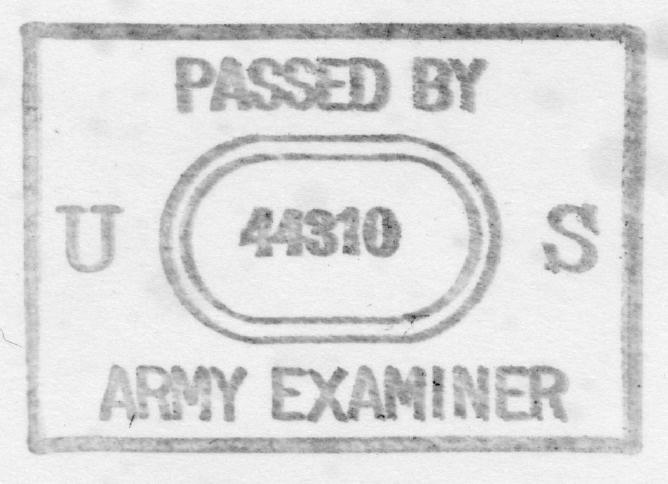 PASSED BY
U 44310 S
ARMY EXAMINER